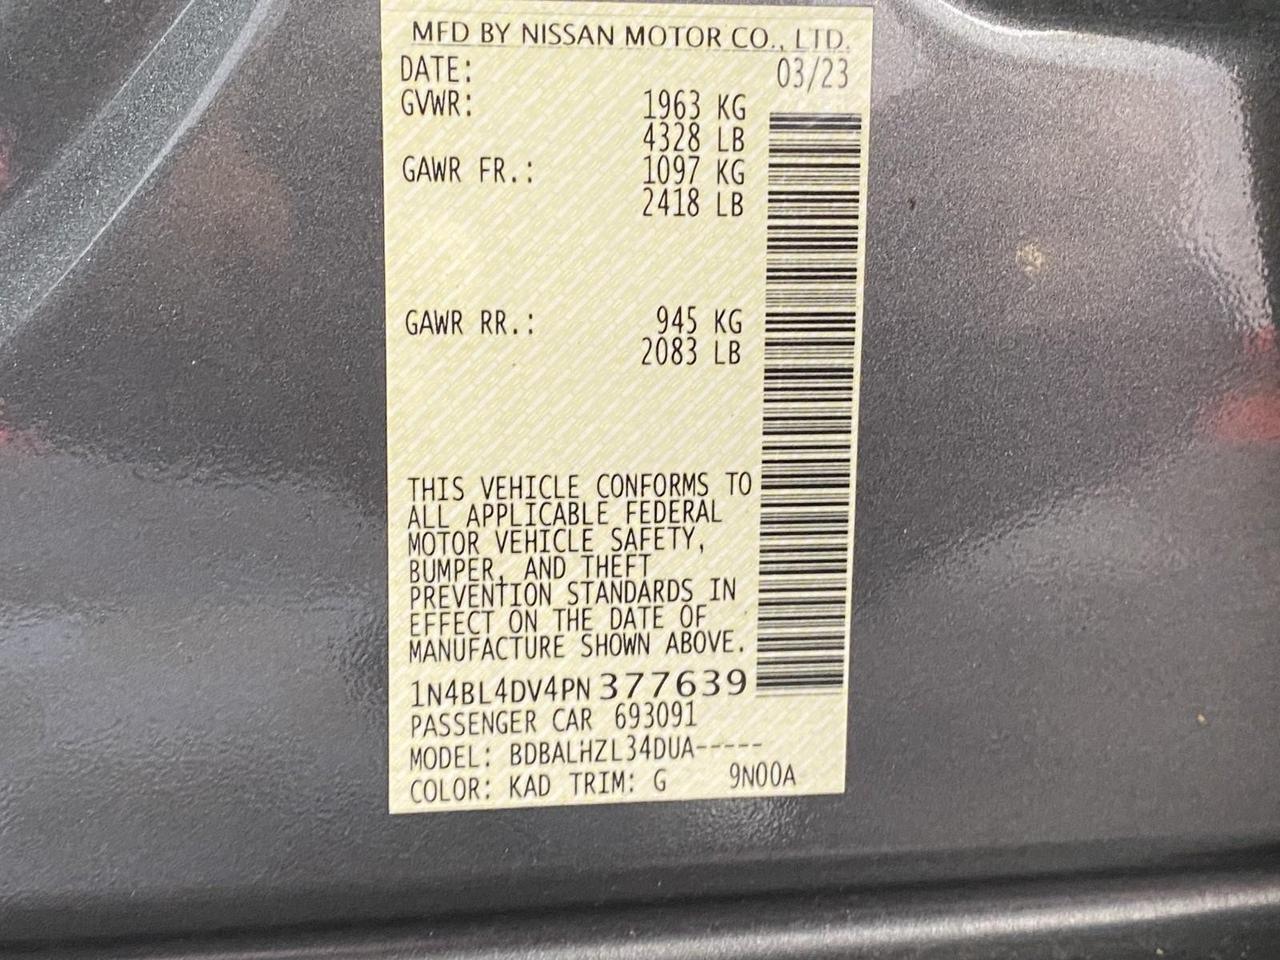 MFD BY NISSAN MOTOR CO., LTD.
DATE: 03/23
GVWR: 1963 KG
4328 LB
GAWR FR.: 1097 KG
2418 LB
GAWR RR.: 945 KG
2083 LB
THIS VEHICLE CONFORMS TO
ALL APPLICABLE FEDERAL
MOTOR VEHICLE SAFETY,
BUMPER, AND THEFT
PREVENTION STANDARDS IN
EFFECT ON THE DATE OF
MANUFACTURE SHOWN ABOVE.
1N4BL4DV4PN377639
PASSENGER CAR 693091
MODEL: BDBALHZL34DUA-----
COLOR: KAD TRIM: G 9N00A